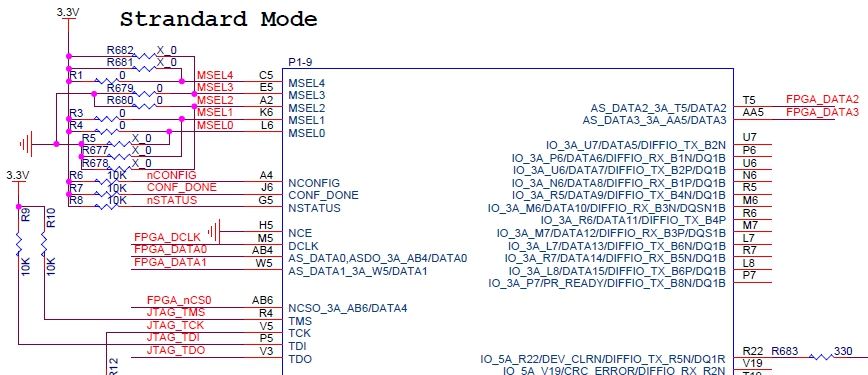 Strandard Mode
3.3V
R682 X_0
R681 X_0
R1 0
R679 0
R680 0
R3 0
R4 0
R5 X_0
R677 X_0
R678 X_0
R6 10K nCONFIG A4
R7 10K CONF_DONE J6
R8 10K nSTATUS G5
MSEL4 C5
MSEL3 E5
MSEL2 A2
MSEL1 K6
MSEL0 L6
P1-9
MSEL4
MSEL3
MSEL2
MSEL1
MSEL0
NCONFIG
CONF_DONE
NSTATUS
3.3V
R9
10K
R10
10K
H5 NCE
FPGA_DCLK M5 DCLK
FPGA_DATA0 AB4 AS_DATA0,ASDO_3A_AB4/DATA0
FPGA_DATA1 W5 AS_DATA1_3A_W5/DATA1
FPGA_nCS0 AB6 NCSO_3A_AB6/DATA4
JTAG_TMS R4 TMS
JTAG_TCK V5 TCK
JTAG_TDI P5 TDI
JTAG_TDO V3 TDO
R12
AS_DATA2_3A_T5/DATA2 T5 FPGA_DATA2
AS_DATA3_3A_AA5/DATA3 AA5 FPGA_DATA3
IO_3A_U7/DATA5/DIFFIO_TX_B2N U7
IO_3A_P6/DATA6/DIFFIO_RX_B1N/DQ1B P6
IO_3A_U6/DATA7/DIFFIO_TX_B2P/DQ1B U6
IO_3A_N6/DATA8/DIFFIO_RX_B1P/DQ1B N6
IO_3A_R5/DATA9/DIFFIO_TX_B4N/DQ1B R5
IO_3A_M6/DATA10/DIFFIO_RX_B3N/DQSN1B M6
IO_3A_R6/DATA11/DIFFIO_TX_B4P R6
IO_3A_M7/DATA12/DIFFIO_RX_B3P/DQS1B M7
IO_3A_L7/DATA13/DIFFIO_TX_B6N/DQ1B L7
IO_3A_R7/DATA14/DIFFIO_RX_B5N/DQ1B R7
IO_3A_L8/DATA15/DIFFIO_TX_B6P/DQ1B L8
IO_3A_P7/PR_READY/DIFFIO_TX_B8N/DQ1B P7
IO_5A_R22/DEV_CLRN/DIFFIO_TX_R5N/DQ1R R22 R683 330
IO_5A_V19/CRC_ERROR/DIFFIO_RX_R2N V19